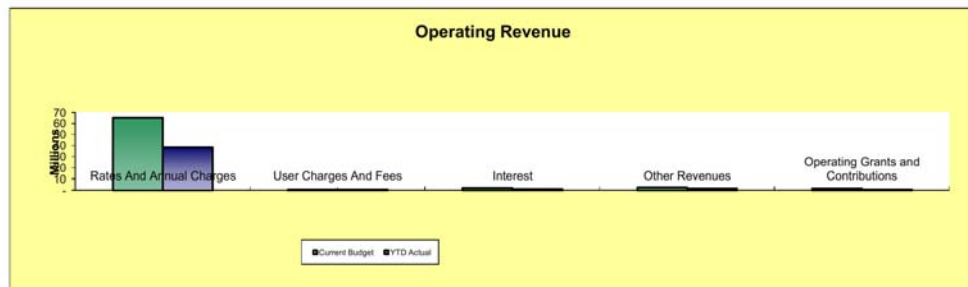 Operating Revenue
Millions
70
60
50
40
30
20
10
-
Rates And Annual Charges
User Charges And Fees
Interest
Other Revenues
Operating Grants and
Contributions
Current Budget YTD Actual